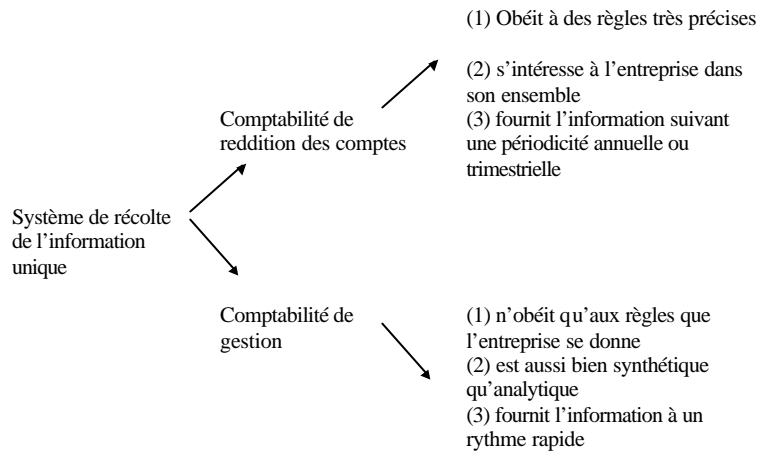 Système de récolte
de l'information
unique
Comptabilité de
reddition des comptes
(1) Obéit à des règles très précises
(2) s'intéresse à l'entreprise dans
son ensemble
(3) fournit l'information suivant
une périodicité annuelle ou
trimestrielle
Comptabilité de
gestion
(1) n'obéit qu'aux règles que
l'entreprise se donne
(2) est aussi bien synthétique
qu'analytique
(3) fournit l'information à un
rythme rapide